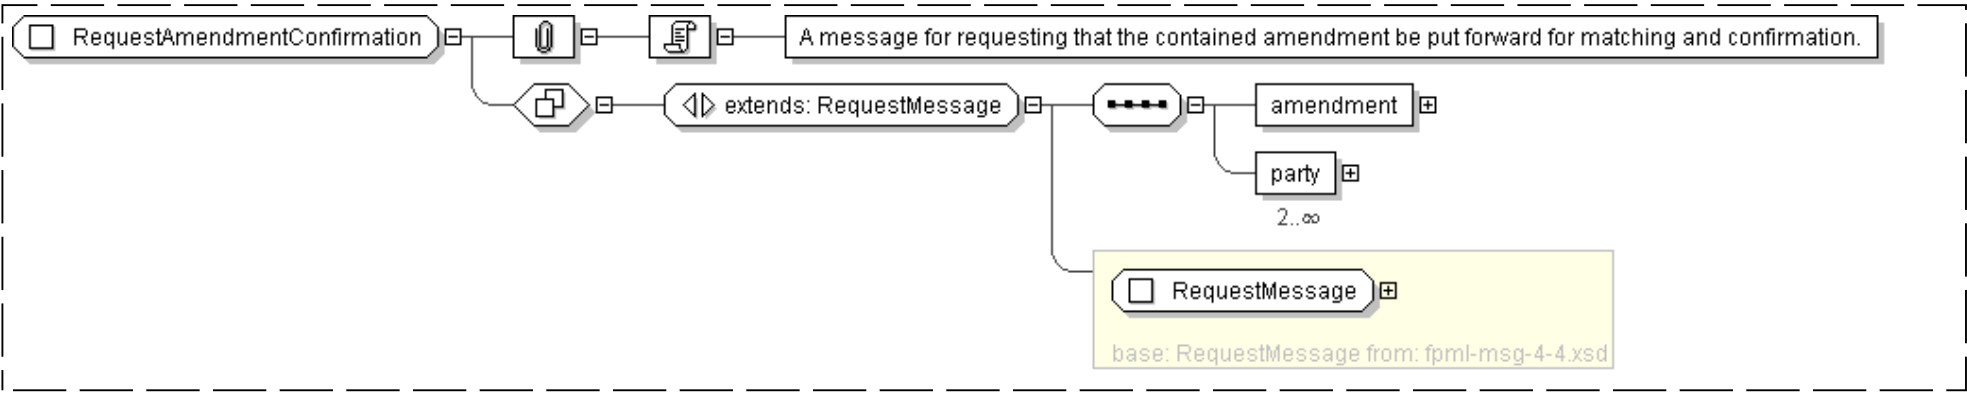 RequestAmendmentConfirmation
A message for requesting that the contained amendment be put forward for matching and confirmation.
extends: RequestMessage
amendment
party
2..∞
RequestMessage
base: RequestMessage from: fpml-msg-4-4.xsd